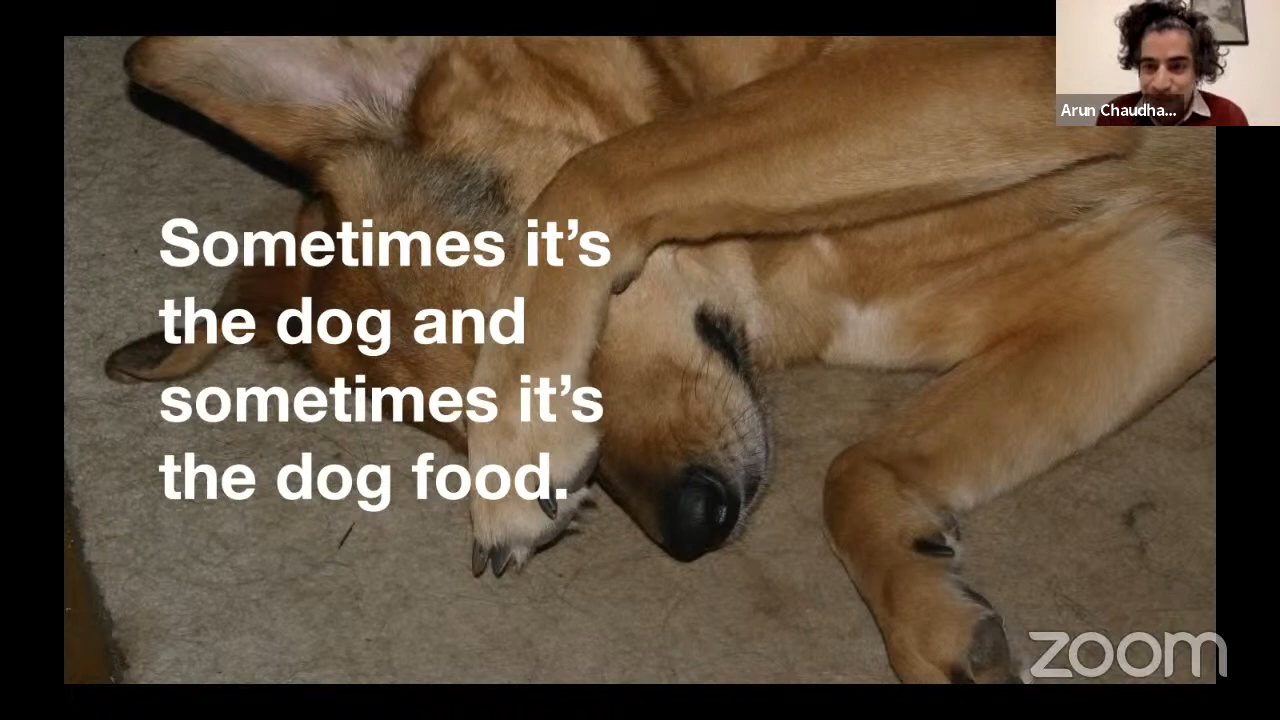 Arun Chaudha...
Sometimes it’s
the dog and
sometimes it’s
the dog food.
zoom